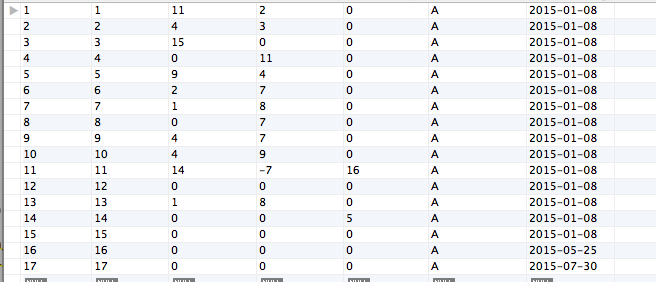 1 1 11 2 0 A 2015-01-08
2 2 4 3 0 A 2015-01-08
3 3 15 0 0 A 2015-01-08
4 4 0 11 0 A 2015-01-08
5 5 9 4 0 A 2015-01-08
6 6 2 7 0 A 2015-01-08
7 7 1 8 0 A 2015-01-08
8 8 0 7 0 A 2015-01-08
9 9 4 7 0 A 2015-01-08
10 10 4 9 0 A 2015-01-08
11 11 14 -7 16 A 2015-01-08
12 12 0 0 0 A 2015-01-08
13 13 1 8 0 A 2015-01-08
14 14 0 0 5 A 2015-01-08
15 15 0 0 0 A 2015-01-08
16 16 0 0 0 A 2015-05-25
17 17 0 0 0 A 2015-07-30
NULL NULL NULL NULL NULL NULL NULL